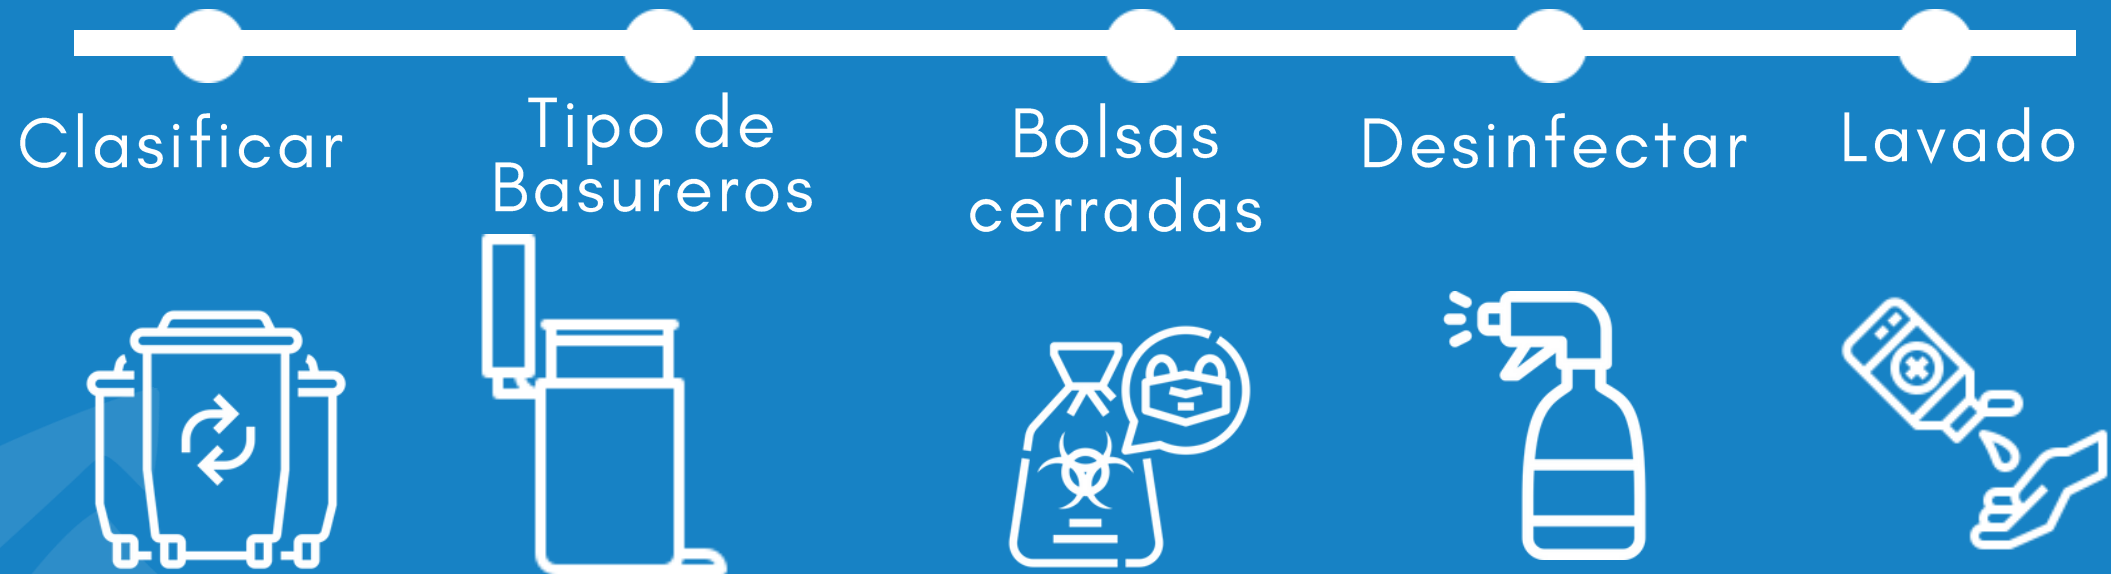 Clasificar
Tipo de
Basureros
Bolsas
cerradas
Desinfectar
Lavado